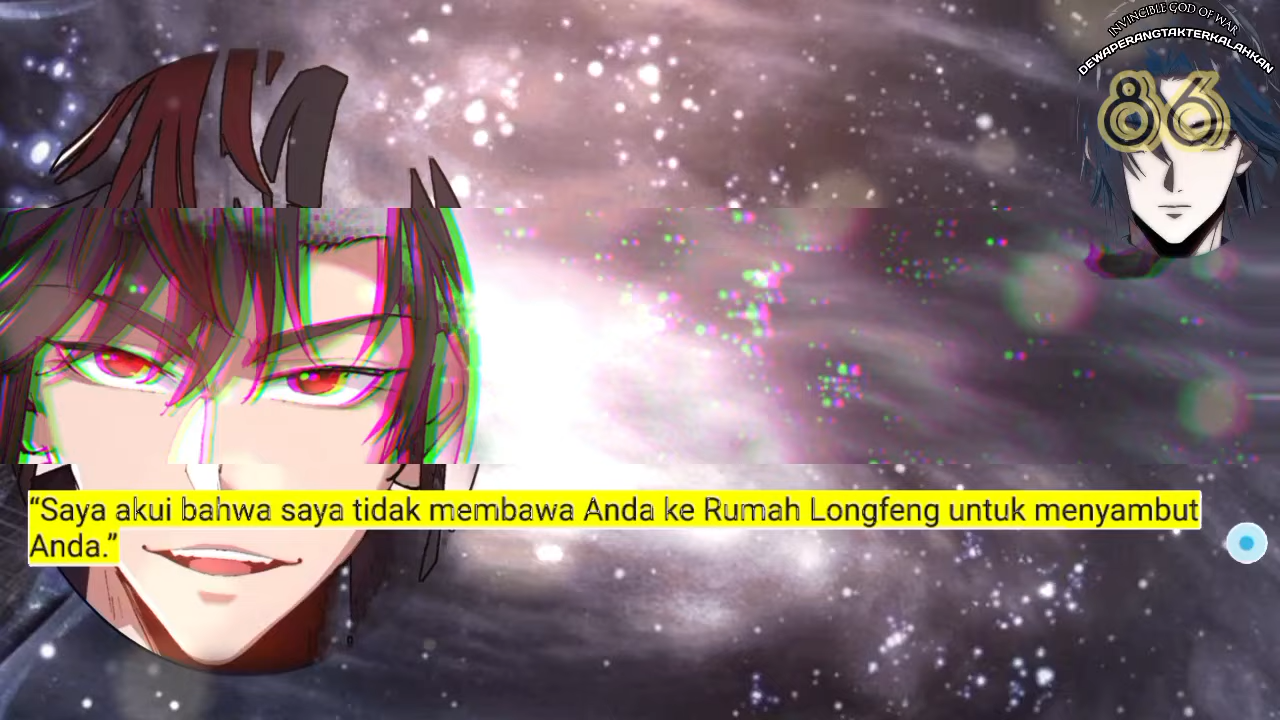 INVINCIBLE GOD OF WAR
DEWAPERANGTAKTERKALAHKAN
86
“Saya akui bahwa saya tidak membawa Anda ke Rumah Longfeng untuk menyambut
Anda.”